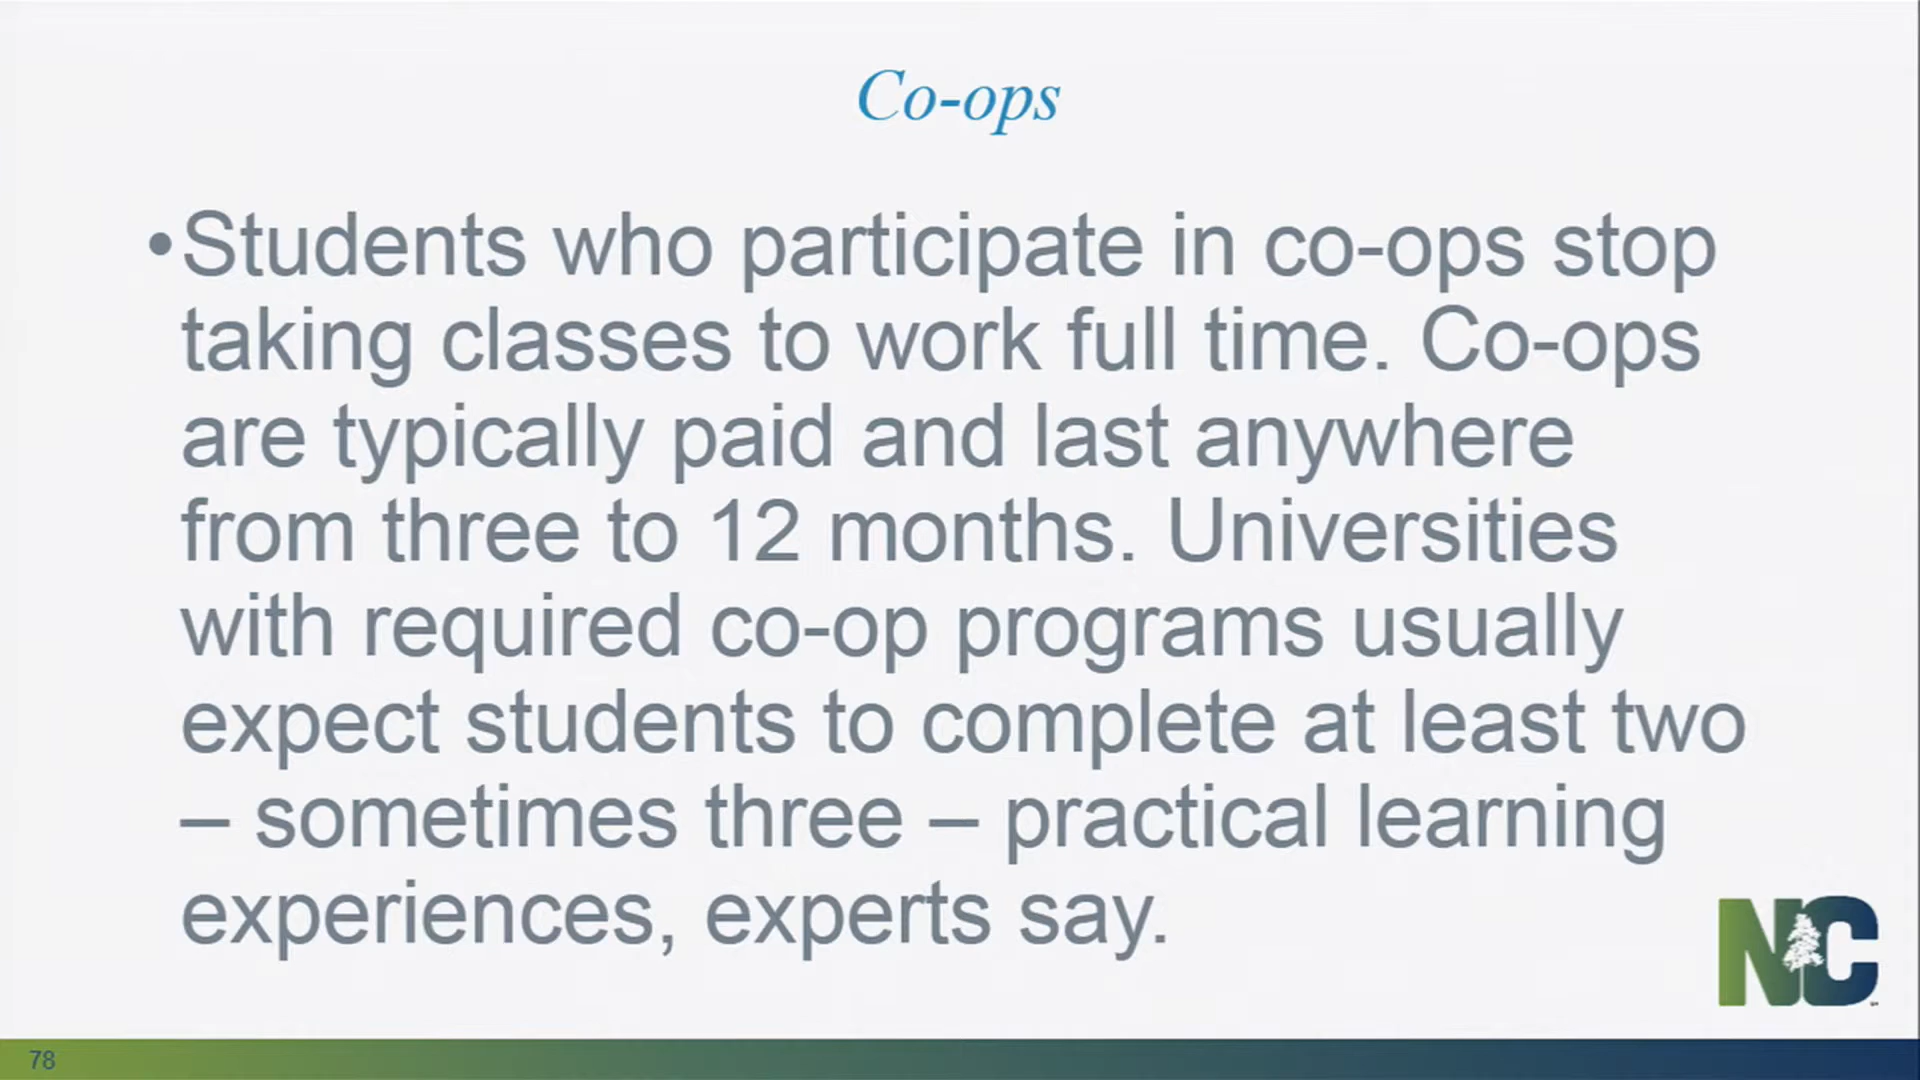 Co-ops
•Students who participate in co-ops stop
taking classes to work full time. Co-ops
are typically paid and last anywhere
from three to 12 months. Universities
with required co-op programs usually
expect students to complete at least two
– sometimes three – practical learning
experiences, experts say.
NC
78